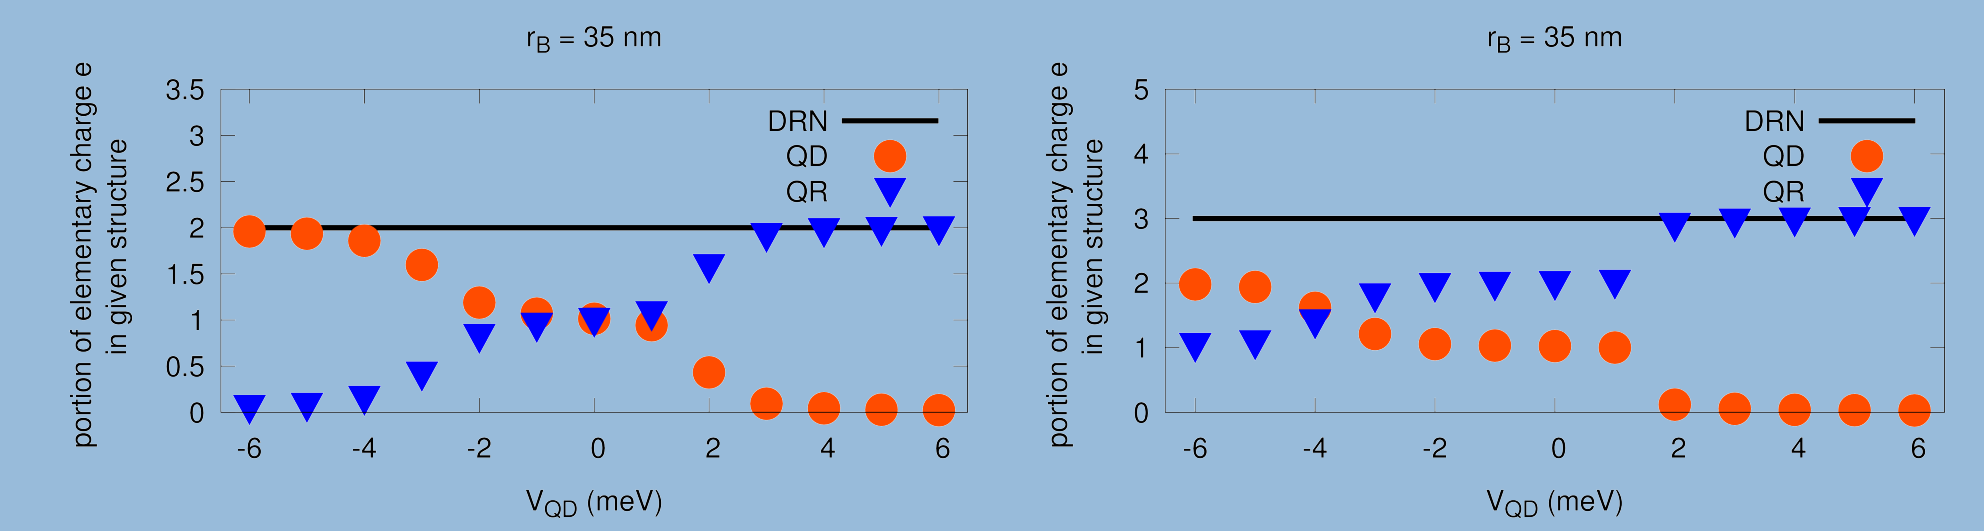 r_B = 35 nm
portion of elementary charge e
in given structure
3.5
3
2.5
2
1.5
1
0.5
0
DRN
QD
QR
-6 -4 -2 0 2 4 6
V_QD (meV)
r_B = 35 nm
portion of elementary charge e
in given structure
5
4
3
2
1
0
DRN
QD
QR
-6 -4 -2 0 2 4 6
V_QD (meV)